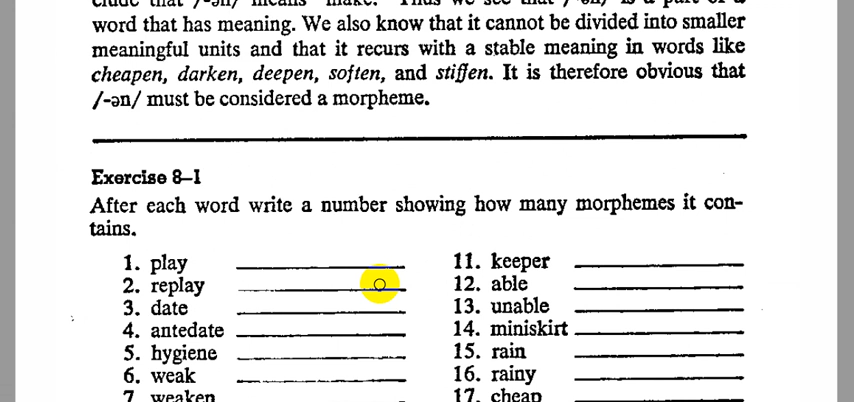 word that has meaning. We also know that it cannot be divided into smaller
meaningful units and that it recurs with a stable meaning in words like
cheapen, darken, deepen, soften, and stiffen. It is therefore obvious that
/-ən/ must be considered a morpheme.
Exercise 8–1
After each word write a number showing how many morphemes it con-
tains.
1. play
2. replay
3. date
4. antedate
5. hygiene
6. weak
7. weaken
11. keeper
12. able
13. unable
14. miniskirt
15. rain
16. rainy
17. cheap